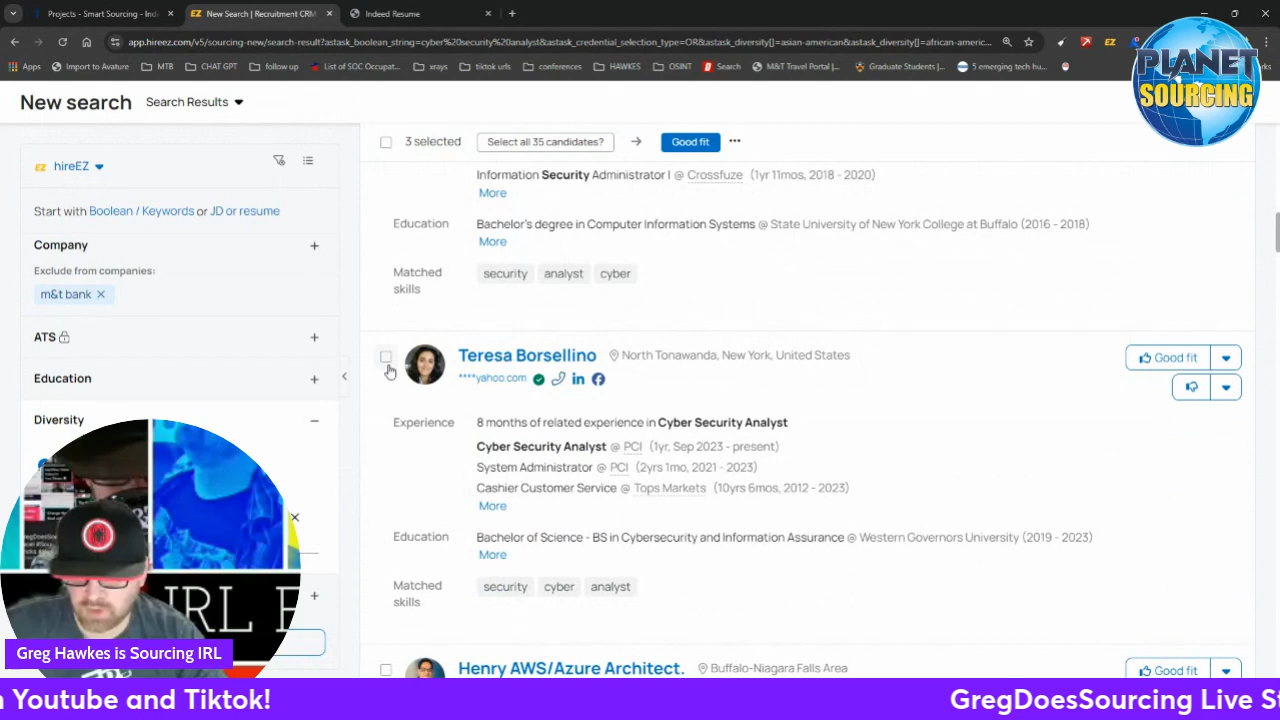 Projects - Smart Sourcing - Inde
New Search | Recruitment CRM
Indeed Resume
app.hireez.com/v5/sourcing-new/search-result?astask_boolean_string=cyber%20security%20analyst&astask_credential_selection_type=OR&astask_diversity[]=asian-american&astask_diversity[]=african-americ...
Apps
Import to Avature
MTB
CHAT GPT
follow up
List of SOC Occupat...
xrays
tiktok urls
conferences
HAWKES
OSINT
Search
M&T Travel Portal |...
Graduate Students |...
5 emerging tech hu...
PLANET
SOURCING
New search
Search Results
hireEZ
3 selected
Select all 35 candidates?
Good fit
Start with Boolean / Keywords or JD or resume
Company
Exclude from companies:
m&t bank
ATS
Education
Diversity
Information Security Administrator I @ Crossfuze (1yr 11mos, 2018 - 2020)
More
Education
Bachelor's degree in Computer Information Systems @ State University of New York College at Buffalo (2016 - 2018)
More
Matched skills
security
analyst
cyber
Teresa Borsellino
North Tonawanda, New York, United States
Good fit
****yahoo.com
Experience
8 months of related experience in Cyber Security Analyst
Cyber Security Analyst @ PCI (1yr, Sep 2023 - present)
System Administrator @ PCI (2yrs 1mo, 2021 - 2023)
Cashier Customer Service @ Tops Markets (10yrs 6mos, 2012 - 2023)
More
Education
Bachelor of Science - BS in Cybersecurity and Information Assurance @ Western Governors University (2019 - 2023)
More
Matched skills
security
cyber
analyst
Henry AWS/Azure Architect.
Buffalo-Niagara Falls Area
Good fit
IRL
Greg Hawkes is Sourcing IRL
n Youtube and Tiktok!
GregDoesSourcing Live St